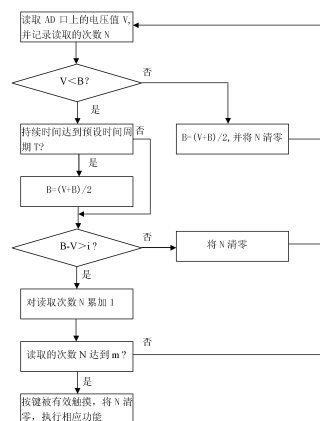 读取 AD 口上的电压值 V,
并记录读取的次数 N
V＜B?
否
是
持续时间达到预设时间周
期 T?
否
B=(V+B)/2,并将 N 清零
是
B=(V+B)/2
B-V＞i？
否
将 N 清零
是
对读取次数 N 累加 1
读取的次数 N 达到 m？
否
是
按键被有效触摸，将 N 清
零，执行相应功能